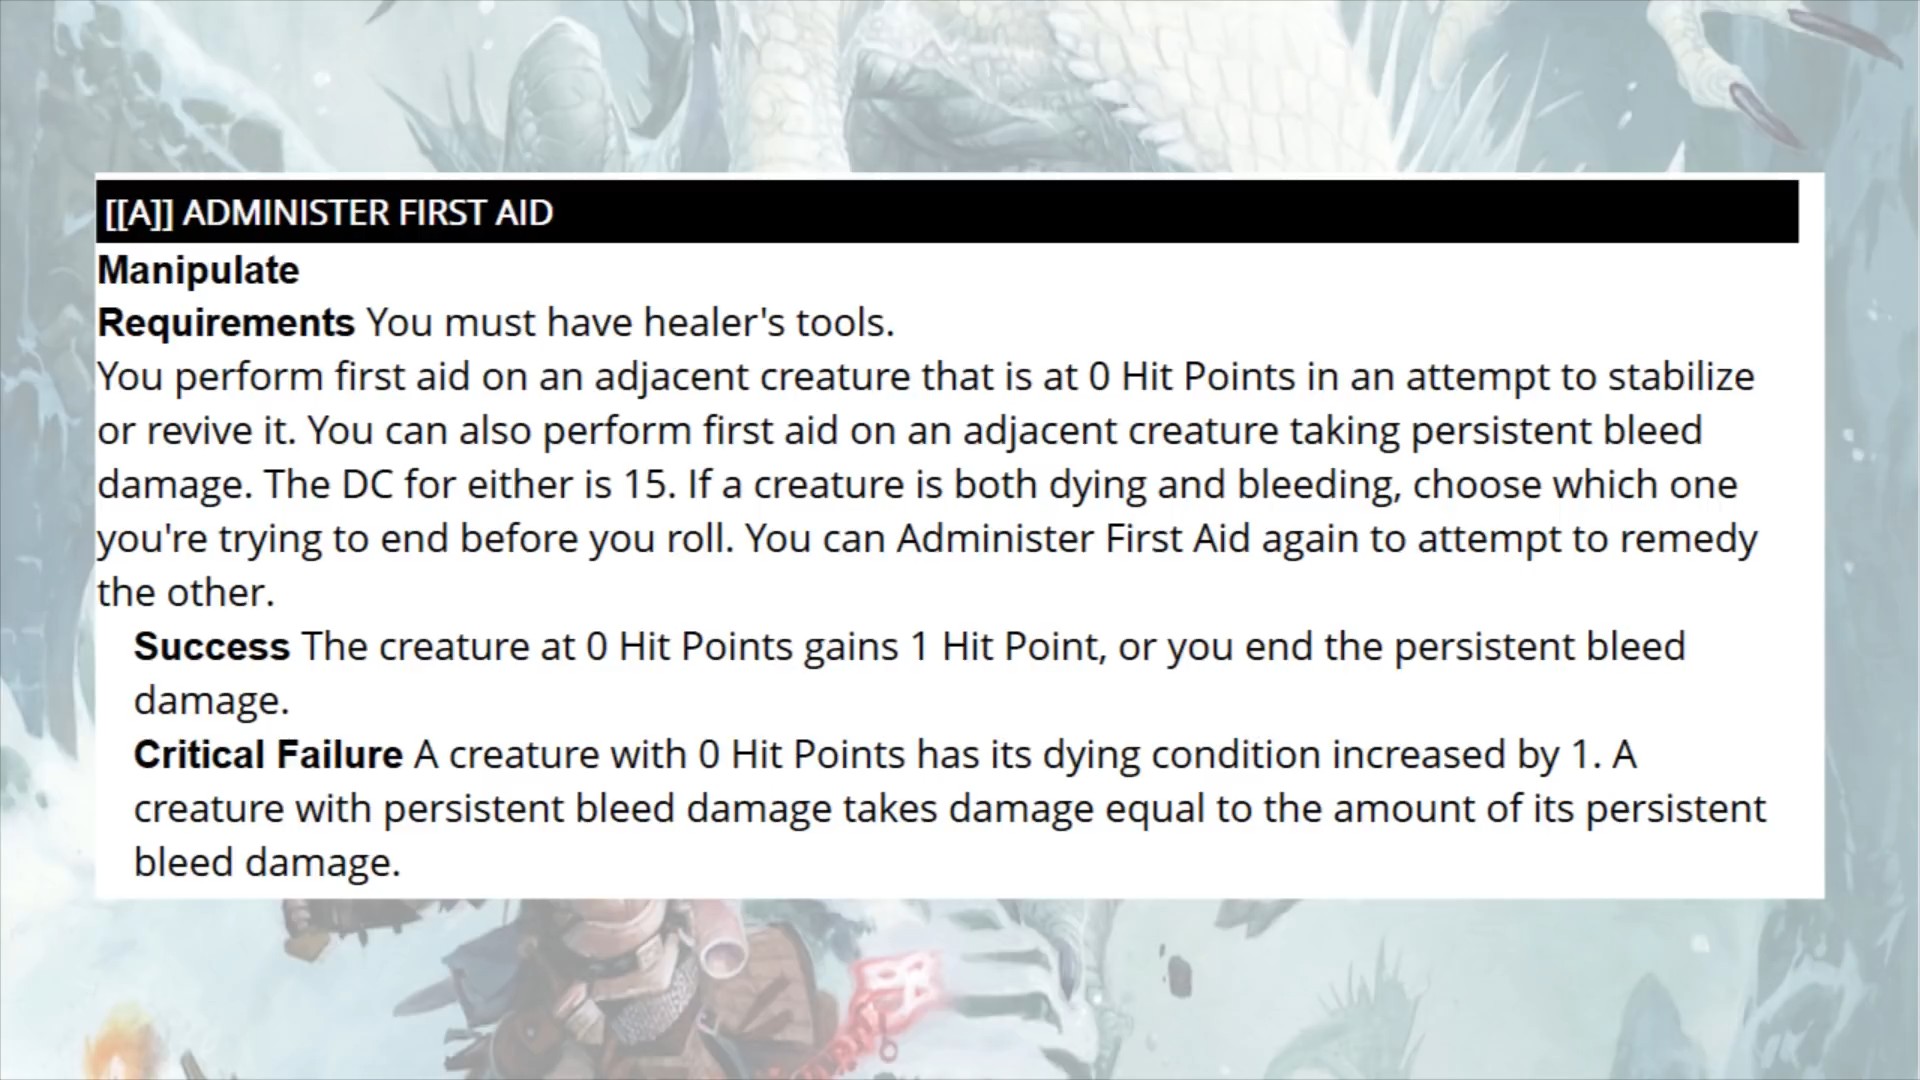 [[A]] ADMINISTER FIRST AID
Manipulate
Requirements You must have healer's tools.
You perform first aid on an adjacent creature that is at 0 Hit Points in an attempt to stabilize
or revive it. You can also perform first aid on an adjacent creature taking persistent bleed
damage. The DC for either is 15. If a creature is both dying and bleeding, choose which one
you're trying to end before you roll. You can Administer First Aid again to attempt to remedy
the other.
Success The creature at 0 Hit Points gains 1 Hit Point, or you end the persistent bleed
damage.
Critical Failure A creature with 0 Hit Points has its dying condition increased by 1. A
creature with persistent bleed damage takes damage equal to the amount of its persistent
bleed damage.